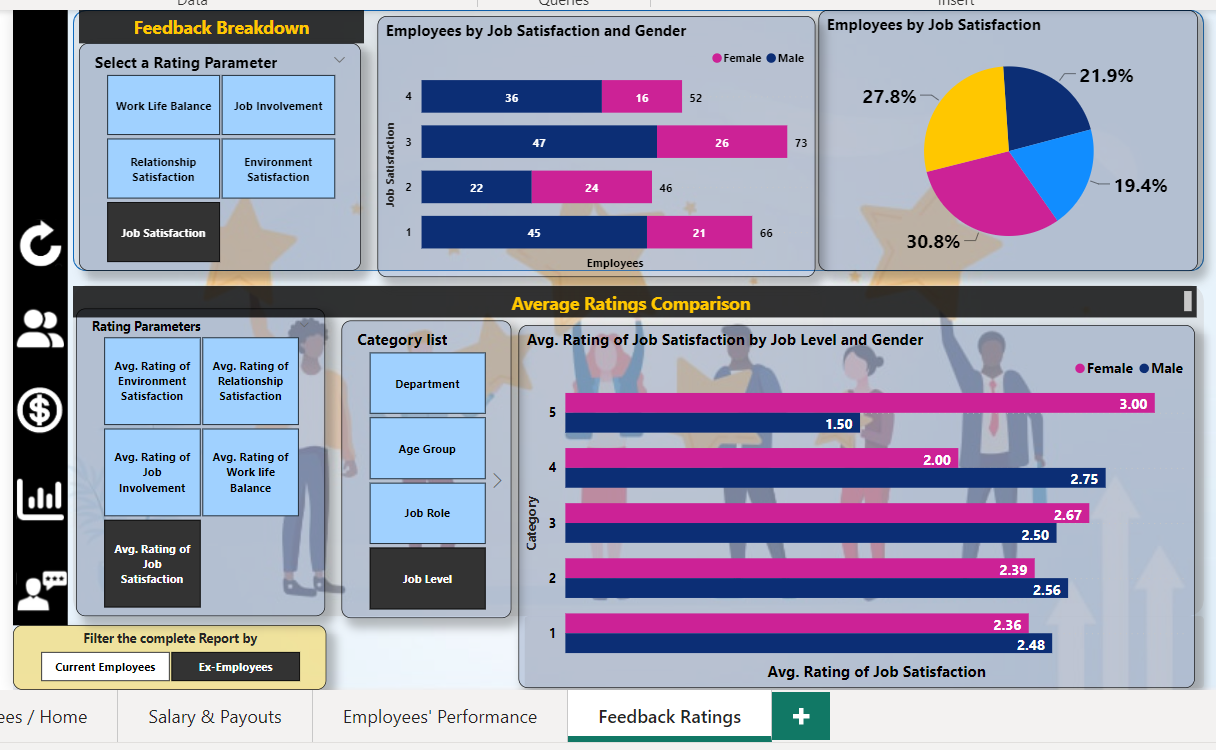 Data
Queries
Insert
Feedback Breakdown
Select a Rating Parameter
Work Life Balance
Job Involvement
Relationship
Satisfaction
Environment
Satisfaction
Job Satisfaction
Employees by Job Satisfaction and Gender
Female Male
Job Satisfaction
4
36
16
52
3
47
26
73
2
22
24
46
1
45
21
66
Employees
Employees by Job Satisfaction
21.9%
27.8%
19.4%
30.8%
Average Ratings Comparison
Rating Parameters
Avg. Rating of
Environment
Satisfaction
Avg. Rating of
Relationship
Satisfaction
Avg. Rating of
Job
Involvement
Avg. Rating of
Work life
Balance
Avg. Rating of
Job
Satisfaction
Category list
Department
Age Group
Job Role
Job Level
Avg. Rating of Job Satisfaction by Job Level and Gender
Female Male
Category
5
3.00
1.50
4
2.00
2.75
3
2.67
2.50
2
2.39
2.56
1
2.36
2.48
Avg. Rating of Job Satisfaction
Filter the complete Report by
Current Employees
Ex-Employees
ees / Home
Salary & Payouts
Employees' Performance
Feedback Ratings